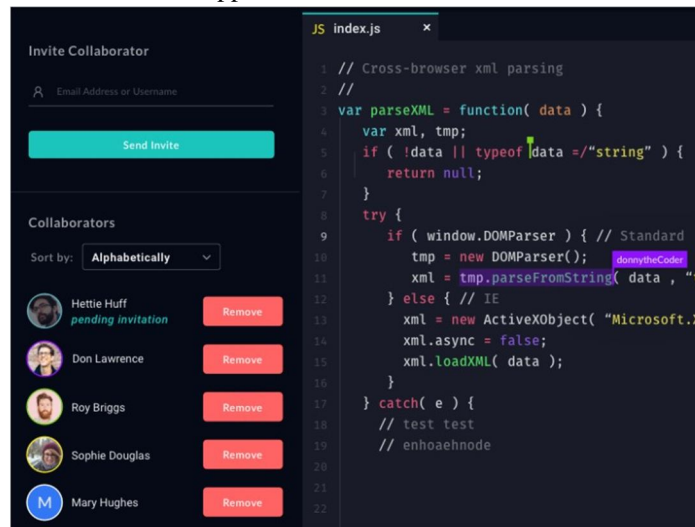 Invite Collaborator
Email Address or Username
Send Invite
Collaborators
Sort by: Alphabetically
Hettie Huff
pending invitation
Remove
Don Lawrence
Remove
Roy Briggs
Remove
Sophie Douglas
Remove
M
Mary Hughes
Remove
JS index.js ×
1 // Cross-browser xml parsing
2 //
3 var parseXML = function( data ) {
4 var xml, tmp;
5 if ( !data || typeof data =/“string” ) {
6 return null;
7 }
8 try {
9 if ( window.DOMParser ) { // Standard
10 tmp = new DOMParser();
donnytheCoder
11 xml = tmp.parseFromString( data , “
12 } else { // IE
13 xml = new ActiveXObject( “Microsoft.
14 xml.async = false;
15 xml.loadXML( data );
16 }
17 } catch( e ) {
18 // test test
19 // enhoaehnode
20
21
22